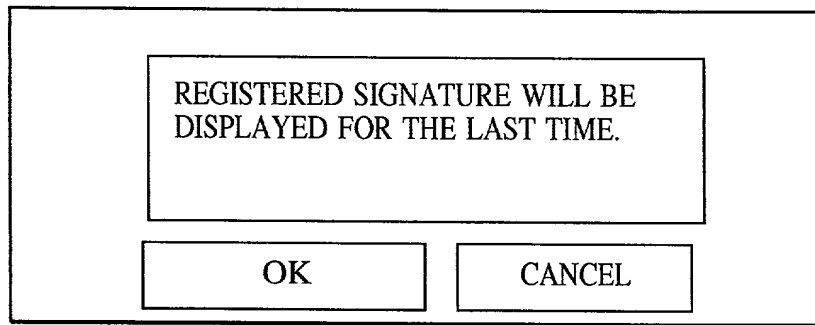 REGISTERED SIGNATURE WILL BE
DISPLAYED FOR THE LAST TIME.
OK
CANCEL